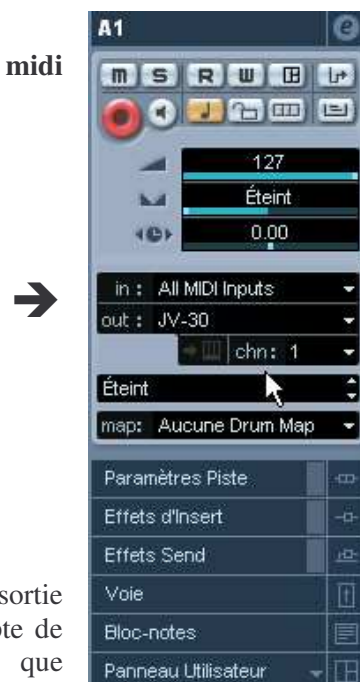 midi
A1
e
m S R W
127
Éteint
0.00
in : All MIDI Inputs
out : JV-30
chn: 1
Éteint
map: Aucune Drum Map
Paramètres Piste
Effets d'Insert
Effets Send
Voie
Bloc-notes
Panneau Utilisateur
sortie
te de
que